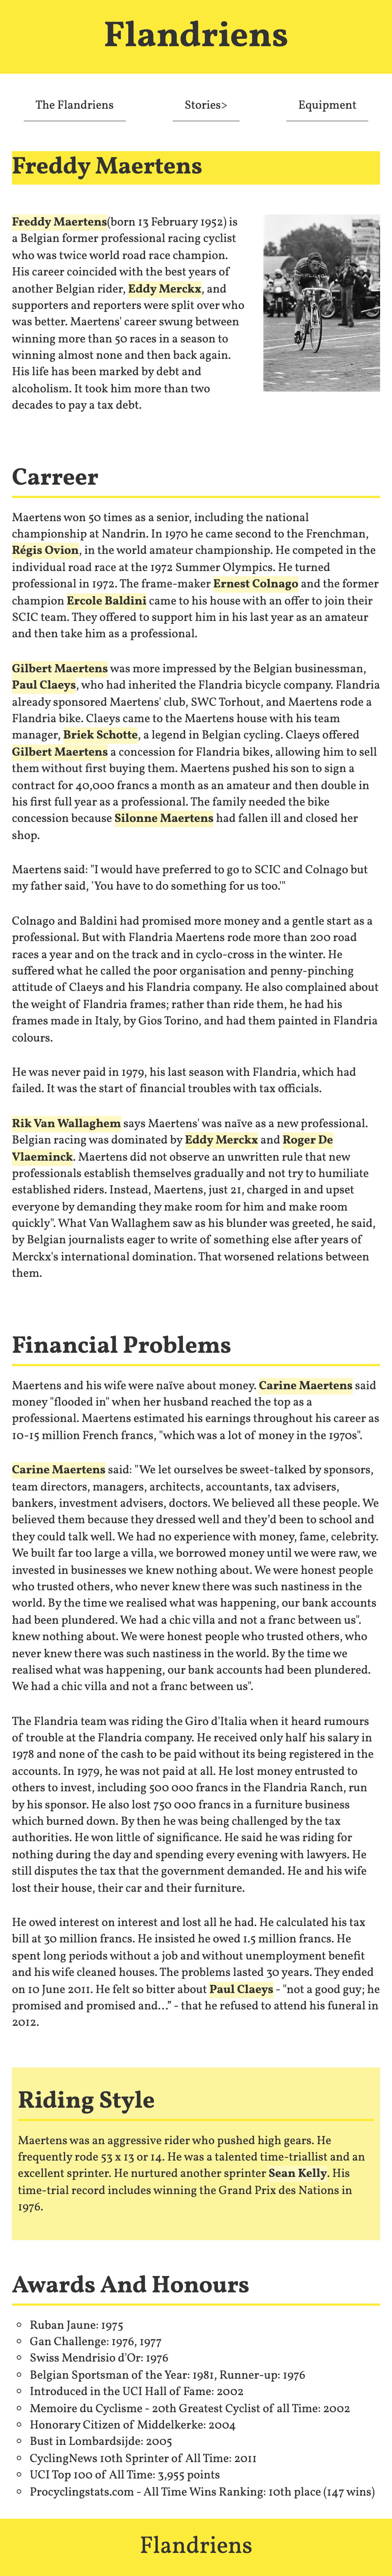 Flandriens
The Flandriens
Stories>
Equipment
Freddy Maertens
Freddy Maertens(born 13 February 1952) is
a Belgian former professional racing cyclist
who was twice world road race champion.
His career coincided with the best years of
another Belgian rider, Eddy Merckx, and
supporters and reporters were split over who
was better. Maertens' career swung between
winning more than 50 races in a season to
winning almost none and then back again.
His life has been marked by debt and
alcoholism. It took him more than two
decades to pay a tax debt.
Carreer
Maertens won 50 times as a senior, including the national
championship at Nandrin. In 1970 he came second to the Frenchman,
Régis Ovion, in the world amateur championship. He competed in the
individual road race at the 1972 Summer Olympics. He turned
professional in 1972. The frame-maker Ernest Colnago and the former
champion Ercole Baldini came to his house with an offer to join their
SCIC team. They offered to support him in his last year as an amateur
and then take him as a professional.
Gilbert Maertens was more impressed by the Belgian businessman,
Paul Claeys, who had inherited the Flandria bicycle company. Flandria
already sponsored Maertens' club, SWC Torhout, and Maertens rode a
Flandria bike. Claeys came to the Maertens house with his team
manager, Briek Schotte, a legend in Belgian cycling. Claeys offered
Gilbert Maertens a concession for Flandria bikes, allowing him to sell
them without first buying them. Maertens pushed his son to sign a
contract for 40,000 francs a month as an amateur and then double in
his first full year as a professional. The family needed the bike
concession because Silonne Maertens had fallen ill and closed her
shop.
Maertens said: "I would have preferred to go to SCIC and Colnago but
my father said, 'You have to do something for us too.'"
Colnago and Baldini had promised more money and a gentle start as a
professional. But with Flandria Maertens rode more than 200 road
races a year and on the track and in cyclo-cross in the winter. He
suffered what he called the poor organisation and penny-pinching
attitude of Claeys and his Flandria company. He also complained about
the weight of Flandria frames; rather than ride them, he had his
frames made in Italy, by Gios Torino, and had them painted in Flandria
colours.
He was never paid in 1979, his last season with Flandria, which had
failed. It was the start of financial troubles with tax officials.
Rik Van Wallaghem says Maertens' was naïve as a new professional.
Belgian racing was dominated by Eddy Merckx and Roger De
Vlaeminck. Maertens did not observe the unwritten rule that new
professionals establish themselves gradually and not try to humiliate
established riders. Instead, Maertens, just 21, charged in and upset
everyone by demanding they make room for him and make room
quickly". What Van Wallaghem saw as his blunder was greeted, he said,
by Belgian journalists eager to write of something else after years of
Merckx's international domination. That worsened relations between
them.
Financial Problems
Maertens and his wife were naïve about money. Carine Maertens said
money "flooded in" when her husband reached the top as a
professional. Maertens estimated his earnings throughout his career as
10-15 million French francs, "which was a lot of money in the 1970s".
Carine Maertens said: "We let ourselves be sweet-talked by sponsors,
team directors, managers, architects, accountants, tax advisers,
bankers, investment advisers, doctors. We believed all these people. We
believed them because they dressed well and they'd been to school and
they could talk well. We had no experience with money, fame, celebrity.
We built far too large a villa, we borrowed money until we were raw, we
invested in businesses we knew nothing about. We were honest people
who trusted others, who never knew there was such nastiness in the
world. By the time we realised what was happening, our bank accounts
had been plundered. We had a chic villa and not a franc between us".
knew nothing about. We were honest people who trusted others, who
never knew there was such nastiness in the world. By the time we
realised what was happening, our bank accounts had been plundered.
We had a chic villa and not a franc between us".
The Flandria team was riding the Giro d'Italia when it heard rumours
of trouble at the Flandria company. He received only half his salary in
1978 and none of the cash to be paid without its being registered in the
accounts. In 1979, he was not paid at all. He lost money entrusted to
others to invest, including 500 000 francs in the Flandria Ranch, run
by his sponsor. He also lost 750 000 francs in a furniture business
which burned down. By then he was being challenged by the tax
authorities. He won little of significance. He said he was riding for
nothing during the day and spending every evening with lawyers. He
still disputes the tax that the government demanded. He and his wife
lost their house, their car and their furniture.
He owed interest on interest and lost all he had. He calculated his tax
bill at 30 million francs. He insisted he owed 1.5 million francs. He
spent long periods without a job and without unemployment benefit
and his wife cleaned houses. The problems lasted 30 years. They ended
on 10 June 2011. He felt so bitter about Paul Claeys - "not a good guy; he
promised and promised and…" - that he refused to attend his funeral in
2012.
Riding Style
Maertens was an aggressive rider who pushed high gears. He
frequently rode 53 x 13 or 14. He was a talented time-triallist and an
excellent sprinter. He nurtured another sprinter Sean Kelly. His
time-trial record includes winning the Grand Prix des Nations in
1976.
Awards And Honours
Ruban Jaune: 1975
Gan Challenge: 1976, 1977
Swiss Mendrisio d'Or: 1976
Belgian Sportsman of the Year: 1981, Runner-up: 1976
Introduced in the UCI Hall of Fame: 2002
Memoire du Cyclisme - 20th Greatest Cyclist of all Time: 2002
Honorary Citizen of Middelkerke: 2004
Bust in Lombardsijde: 2005
CyclingNews 10th Sprinter of All Time: 2011
UCI Top 100 of All Time: 3,955 points
Procyclingstats.com - All Time Wins Ranking: 10th place (147 wins)
Flandriens